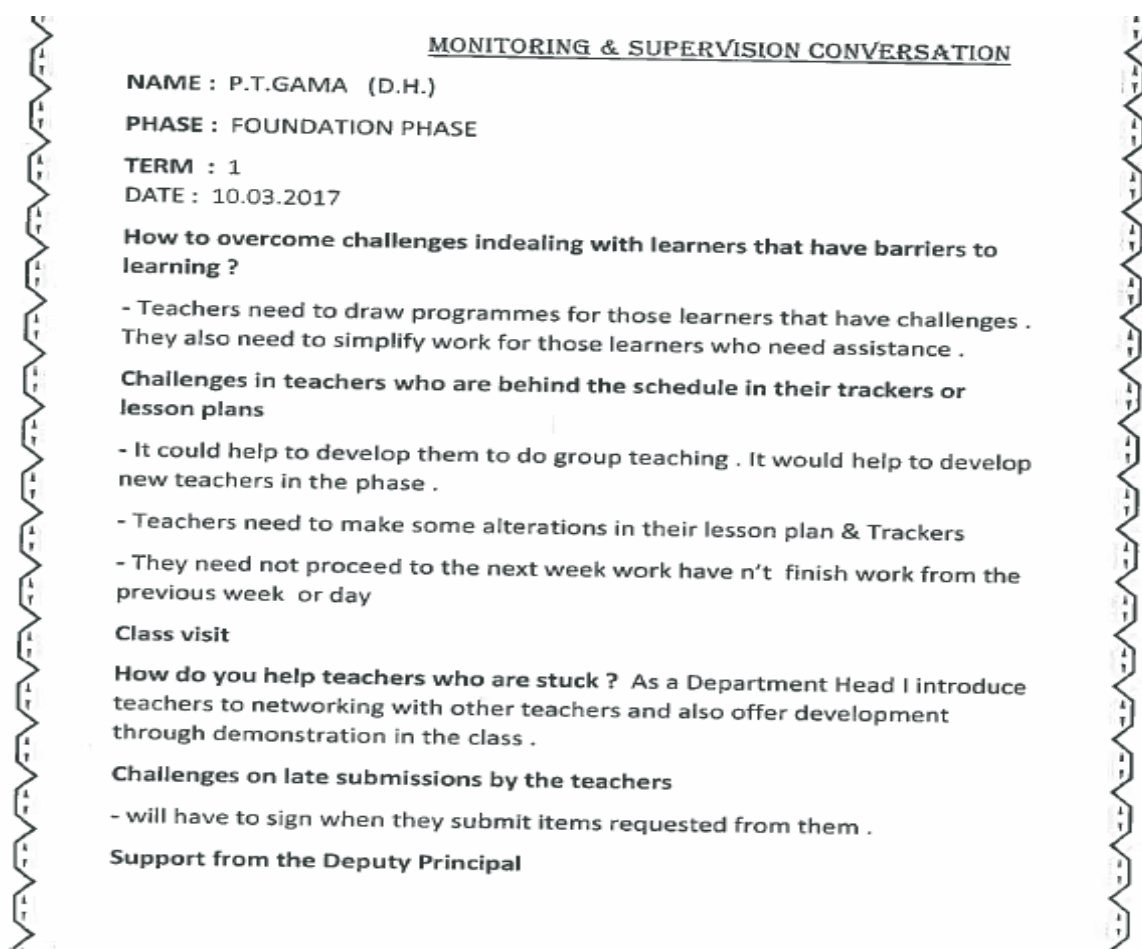 MONITORING & SUPERVISION CONVERSATION
NAME : P.T.GAMA (D.H.)
PHASE : FOUNDATION PHASE
TERM : 1
DATE : 10.03.2017
How to overcome challenges indealing with learners that have barriers to
learning ?
- Teachers need to draw programmes for those learners that have challenges .
They also need to simplify work for those learners who need assistance .
Challenges in teachers who are behind the schedule in their trackers or
lesson plans
- It could help to develop them to do group teaching . It would help to develop
new teachers in the phase .
- Teachers need to make some alterations in their lesson plan & Trackers
- They need not proceed to the next week work have n't finish work from the
previous week or day
Class visit
How do you help teachers who are stuck ? As a Department Head I introduce
teachers to networking with other teachers and also offer development
through demonstration in the class .
Challenges on late submissions by the teachers
- will have to sign when they submit items requested from them .
Support from the Deputy Principal